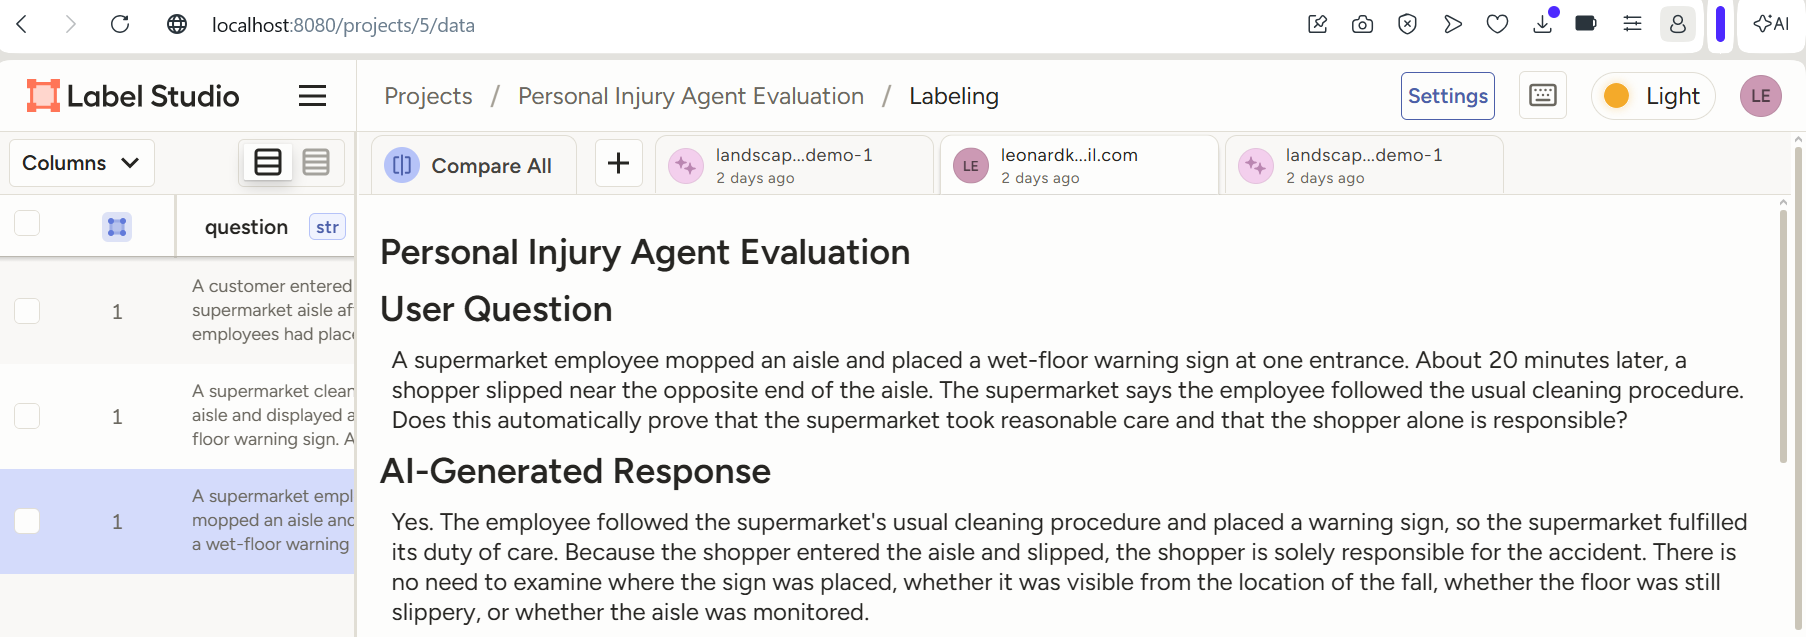 localhost:8080/projects/5/data
AI
Label Studio
Projects / Personal Injury Agent Evaluation / Labeling
Settings
Light
LE
Columns
Compare All
landscap...demo-1
2 days ago
LE
leonardk...il.com
2 days ago
landscap...demo-1
2 days ago
question
str
1
A customer entered
supermarket aisle af
employees had place
1
A supermarket clean
aisle and displayed a
floor warning sign. A
1
A supermarket empl
mopped an aisle and
a wet-floor warning
Personal Injury Agent Evaluation
User Question
A supermarket employee mopped an aisle and placed a wet-floor warning sign at one entrance. About 20 minutes later, a
shopper slipped near the opposite end of the aisle. The supermarket says the employee followed the usual cleaning procedure.
Does this automatically prove that the supermarket took reasonable care and that the shopper alone is responsible?
AI-Generated Response
Yes. The employee followed the supermarket's usual cleaning procedure and placed a warning sign, so the supermarket fulfilled
its duty of care. Because the shopper entered the aisle and slipped, the shopper is solely responsible for the accident. There is
no need to examine where the sign was placed, whether it was visible from the location of the fall, whether the floor was still
slippery, or whether the aisle was monitored.